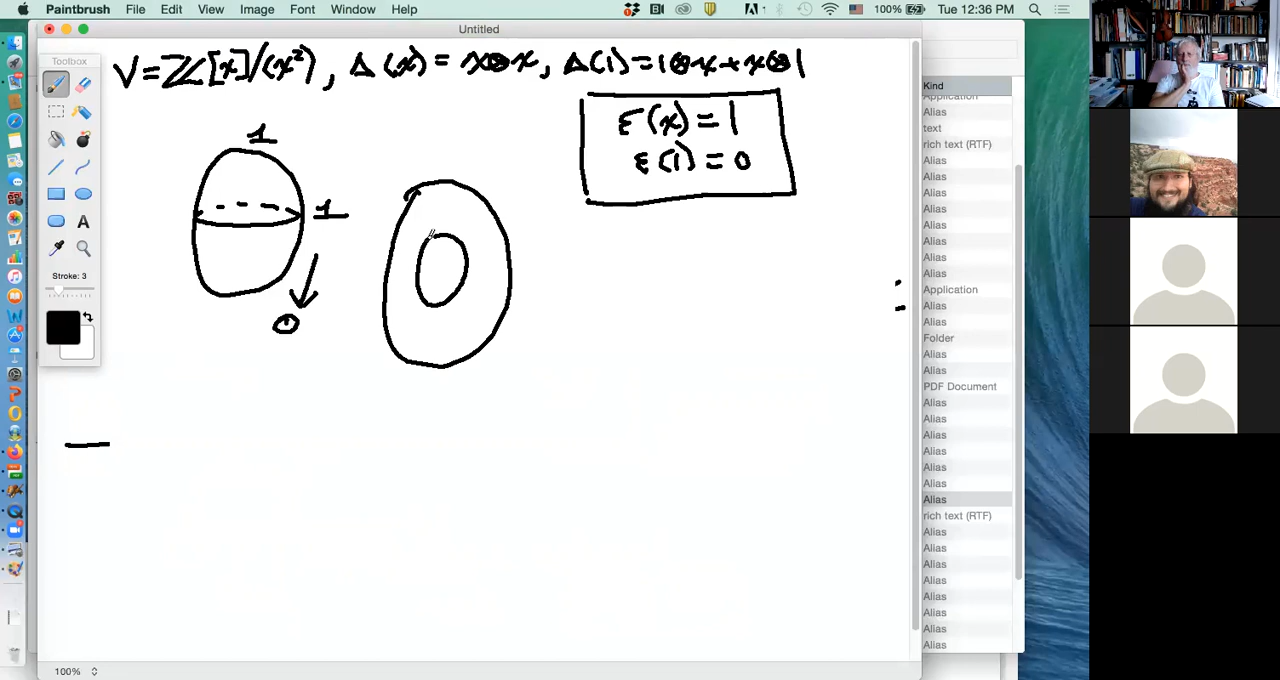 Paintbrush File Edit View Image Font Window Help
1 100% Tue 12:36 PM
Untitled
Toolbox
A
Stroke: 3
V=ℤ[x]/(x²), Δ(x)=x⊗x, Δ(1)=1⊗x+x⊗1
ε(x)=1
ε(1)=0
1
1
0
100%
Kind
Application
Alias
text
rich text (RTF)
Alias
Alias
Alias
Alias
Alias
Alias
Alias
Application
Alias
Alias
Folder
Alias
Alias
PDF Document
Alias
Alias
Alias
Alias
Alias
Alias
Alias
rich text (RTF)
Alias
Alias
Alias
Alias
Alias
Alias
Alias
Alias